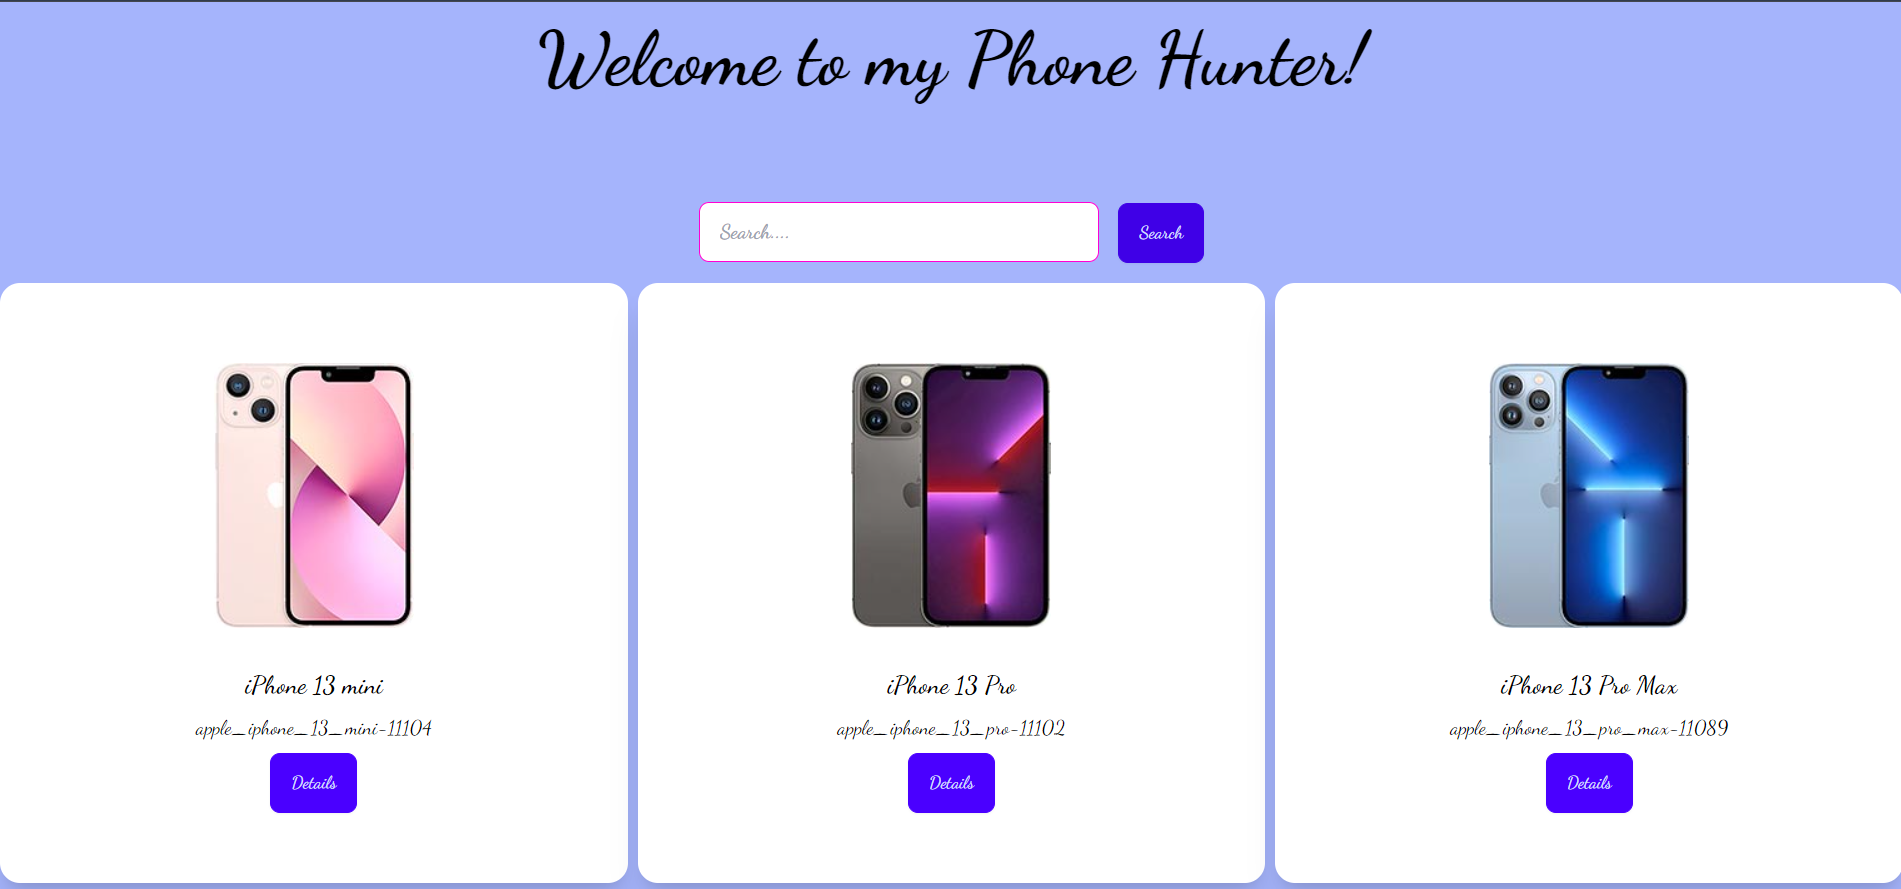 Welcome to my Phone Hunter!
Search....
Search
iPhone 13 mini
apple_iphone_13_mini-11104
Details
iPhone 13 Pro
apple_iphone_13_pro-11102
Details
iPhone 13 Pro Max
apple_iphone_13_pro_max-11089
Details